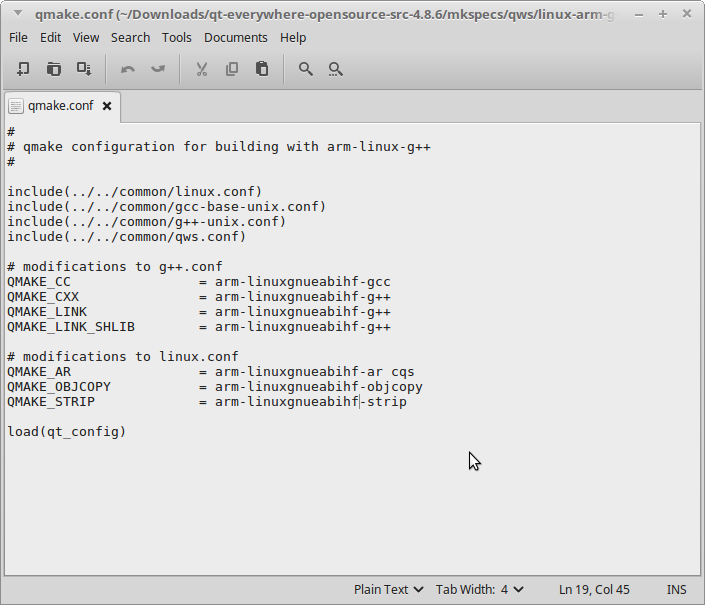 qmake.conf (~/Downloads/qt-everywhere-opensource-src-4.8.6/mkspecs/qws/linux-arm-g
File Edit View Search Tools Documents Help
qmake.conf
#
# qmake configuration for building with arm-linux-g++
#
include(../../common/linux.conf)
include(../../common/gcc-base-unix.conf)
include(../../common/g++-unix.conf)
include(../../common/qws.conf)
# modifications to g++.conf
QMAKE_CC = arm-linuxgnueabihf-gcc
QMAKE_CXX = arm-linuxgnueabihf-g++
QMAKE_LINK = arm-linuxgnueabihf-g++
QMAKE_LINK_SHLIB = arm-linuxgnueabihf-g++
# modifications to linux.conf
QMAKE_AR = arm-linuxgnueabihf-ar cqs
QMAKE_OBJCOPY = arm-linuxgnueabihf-objcopy
QMAKE_STRIP = arm-linuxgnueabihf-strip
load(qt_config)
Plain Text Tab Width: 4 Ln 19, Col 45 INS